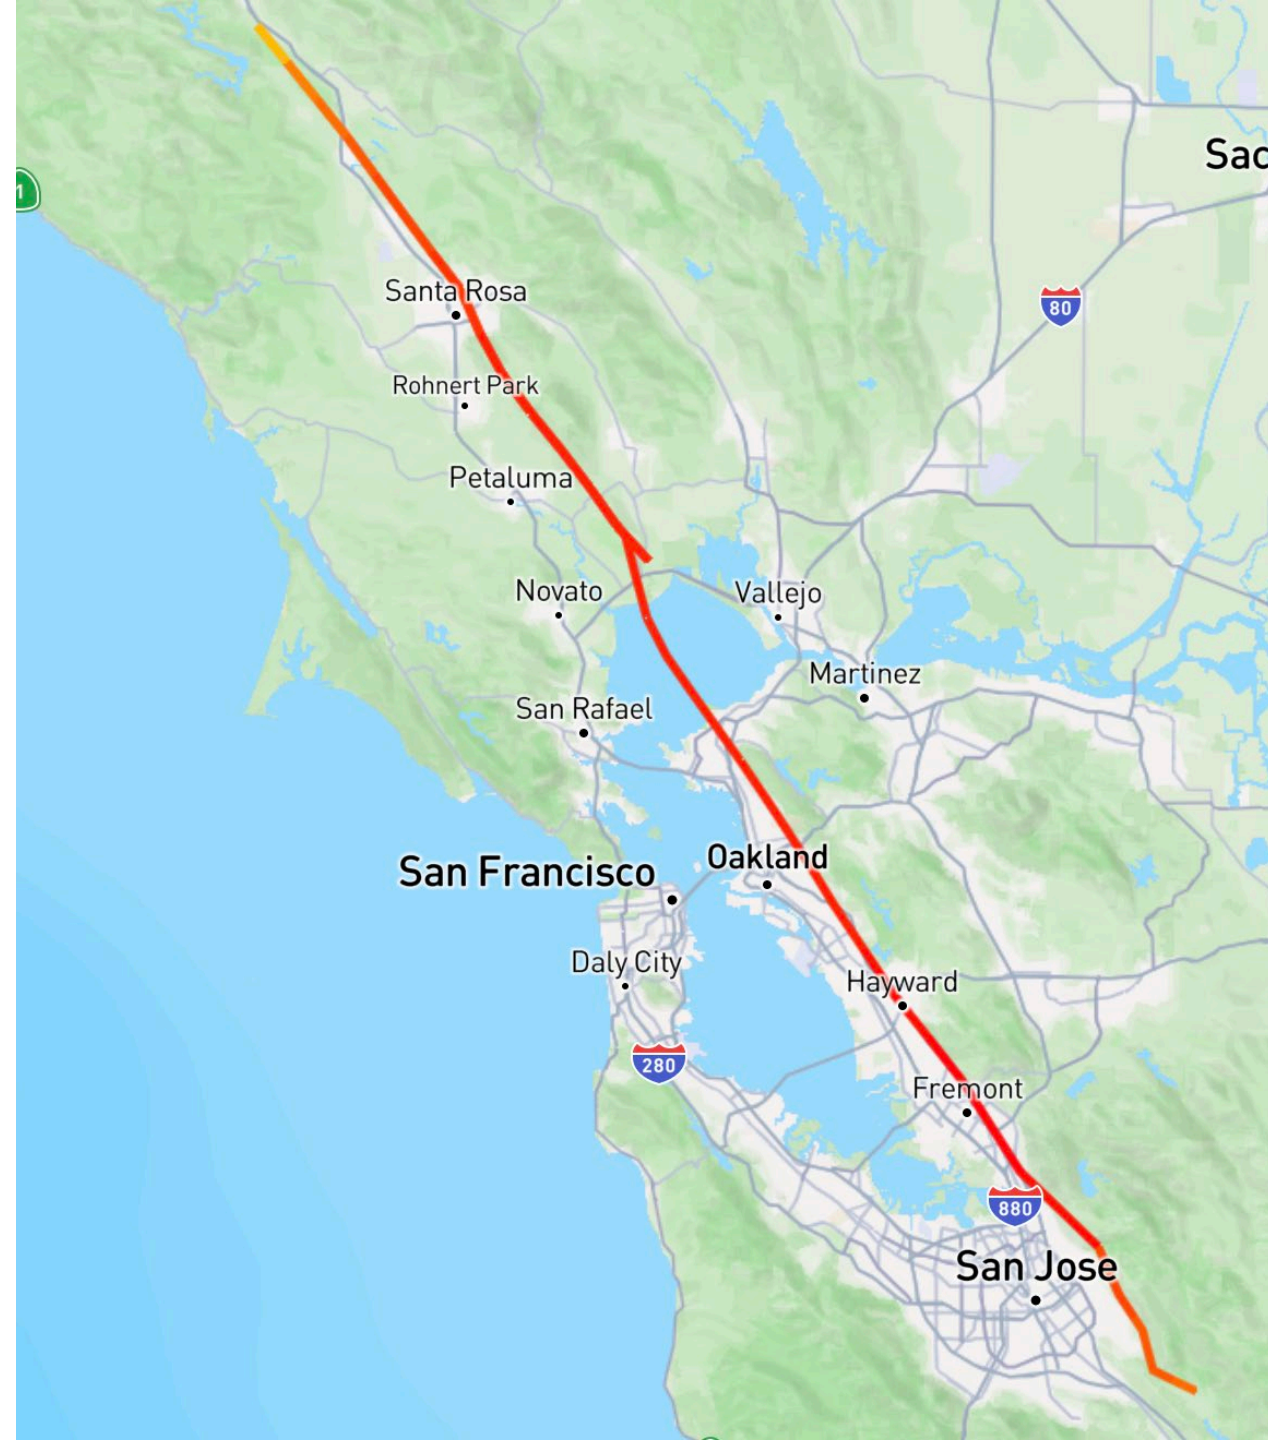 Sac
1
Santa Rosa
80
Rohnert Park
Petaluma
Novato
Vallejo
Martinez
San Rafael
Oakland
San Francisco
Daly City
Hayward
280
Fremont
880
San Jose